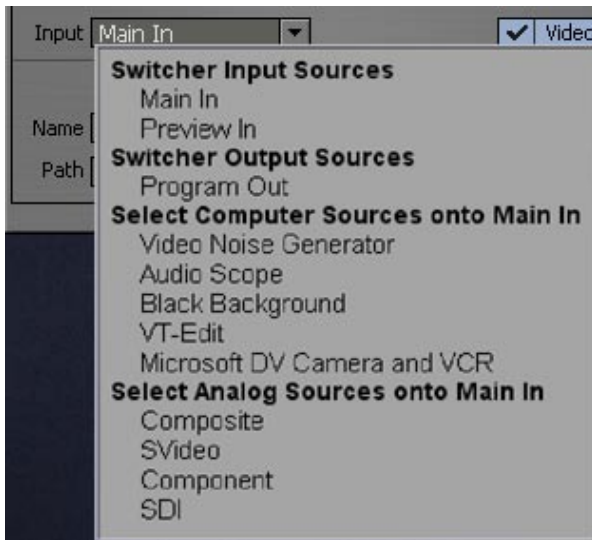 Input Main In Video
Switcher Input Sources
Main In
Name Preview In
Switcher Output Sources
Path Program Out
Select Computer Sources onto Main In
Video Noise Generator
Audio Scope
Black Background
VT-Edit
Microsoft DV Camera and VCR
Select Analog Sources onto Main In
Composite
SVideo
Component
SDI